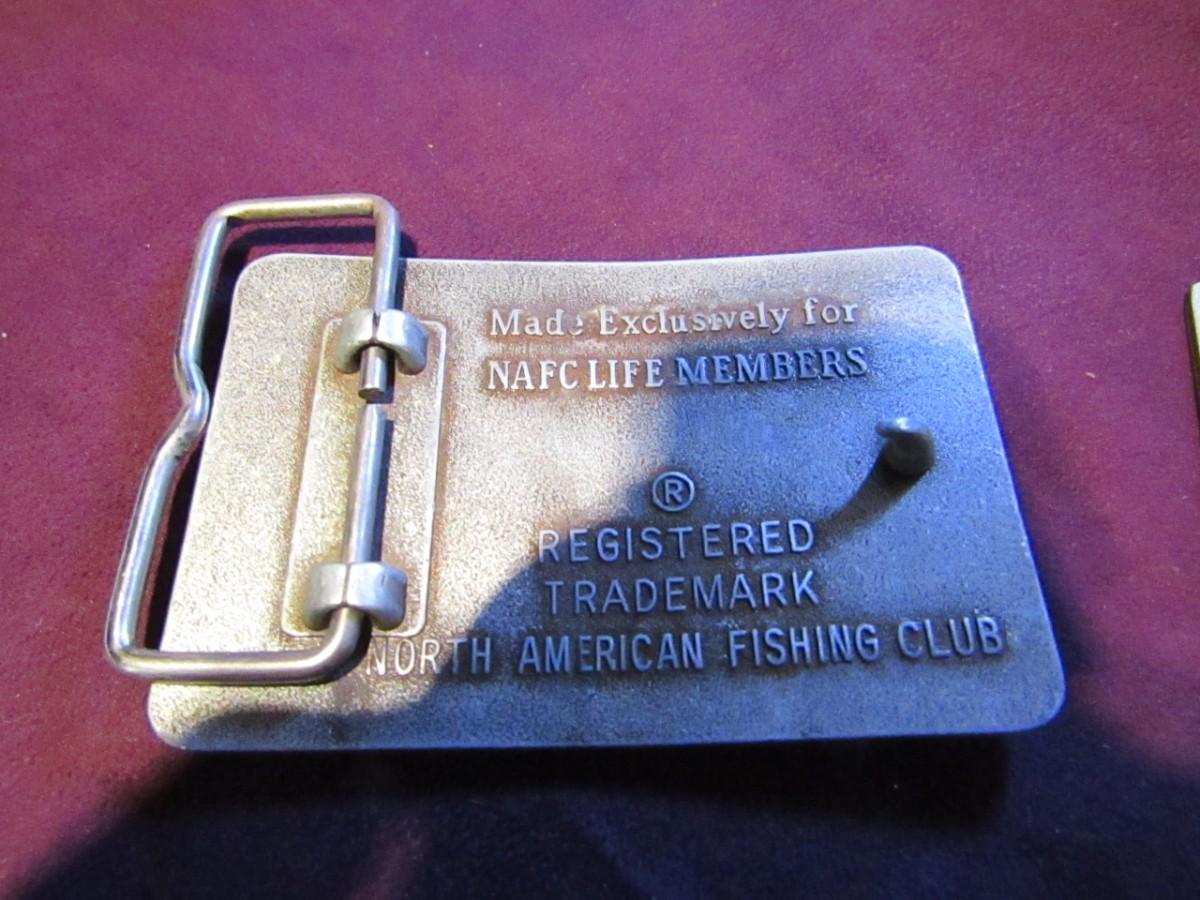 Made Exclusively for
NAFC LIFE MEMBERS
®
REGISTERED
TRADEMARK
NORTH AMERICAN FISHING CLUB